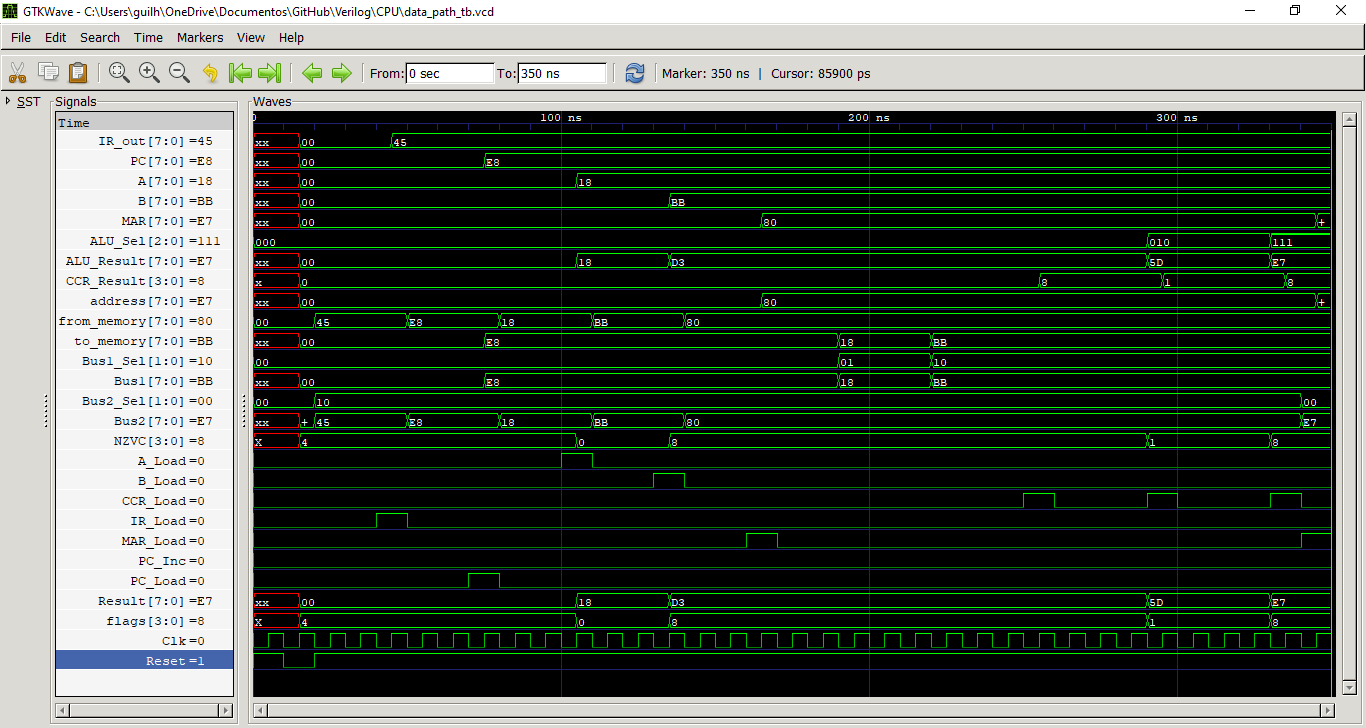 GTKWave - C:\Users\guilh\OneDrive\Documentos\GitHub\Verilog\CPU\data_path_tb.vcd
File Edit Search Time Markers View Help
From: 0 sec To: 350 ns Marker: 350 ns | Cursor: 85900 ps
SST Signals Waves
Time 0 100 ns 200 ns 300 ns
IR_out[7:0] =45 xx 00 45
PC[7:0] =E8 xx 00 E8
A[7:0] =18 xx 00 18
B[7:0] =BB xx 00 BB
MAR[7:0] =E7 xx 00 80 +
ALU_Sel[2:0] =111 000 010 111
ALU_Result[7:0] =E7 xx 00 18 D3 5D E7
CCR_Result[3:0] =8 x 0 8 1 8
address[7:0] =E7 xx 00 80 +
from_memory[7:0] =80 00 45 E8 18 BB 80
to_memory[7:0] =BB xx 00 E8 18 BB
Bus1_Sel[1:0] =10 00 01 10
Bus1[7:0] =BB xx 00 E8 18 BB
Bus2_Sel[1:0] =00 00 10 00
Bus2[7:0] =E7 xx + 45 E8 18 BB 80 E7
NZVC[3:0] =8 X 4 0 8 1 8
A_Load =0
B_Load =0
CCR_Load =0
IR_Load =0
MAR_Load =0
PC_Inc =0
PC_Load =0
Result[7:0] =E7 xx 00 18 D3 5D E7
flags[3:0] =8 X 4 0 8 1 8
Clk =0
Reset =1